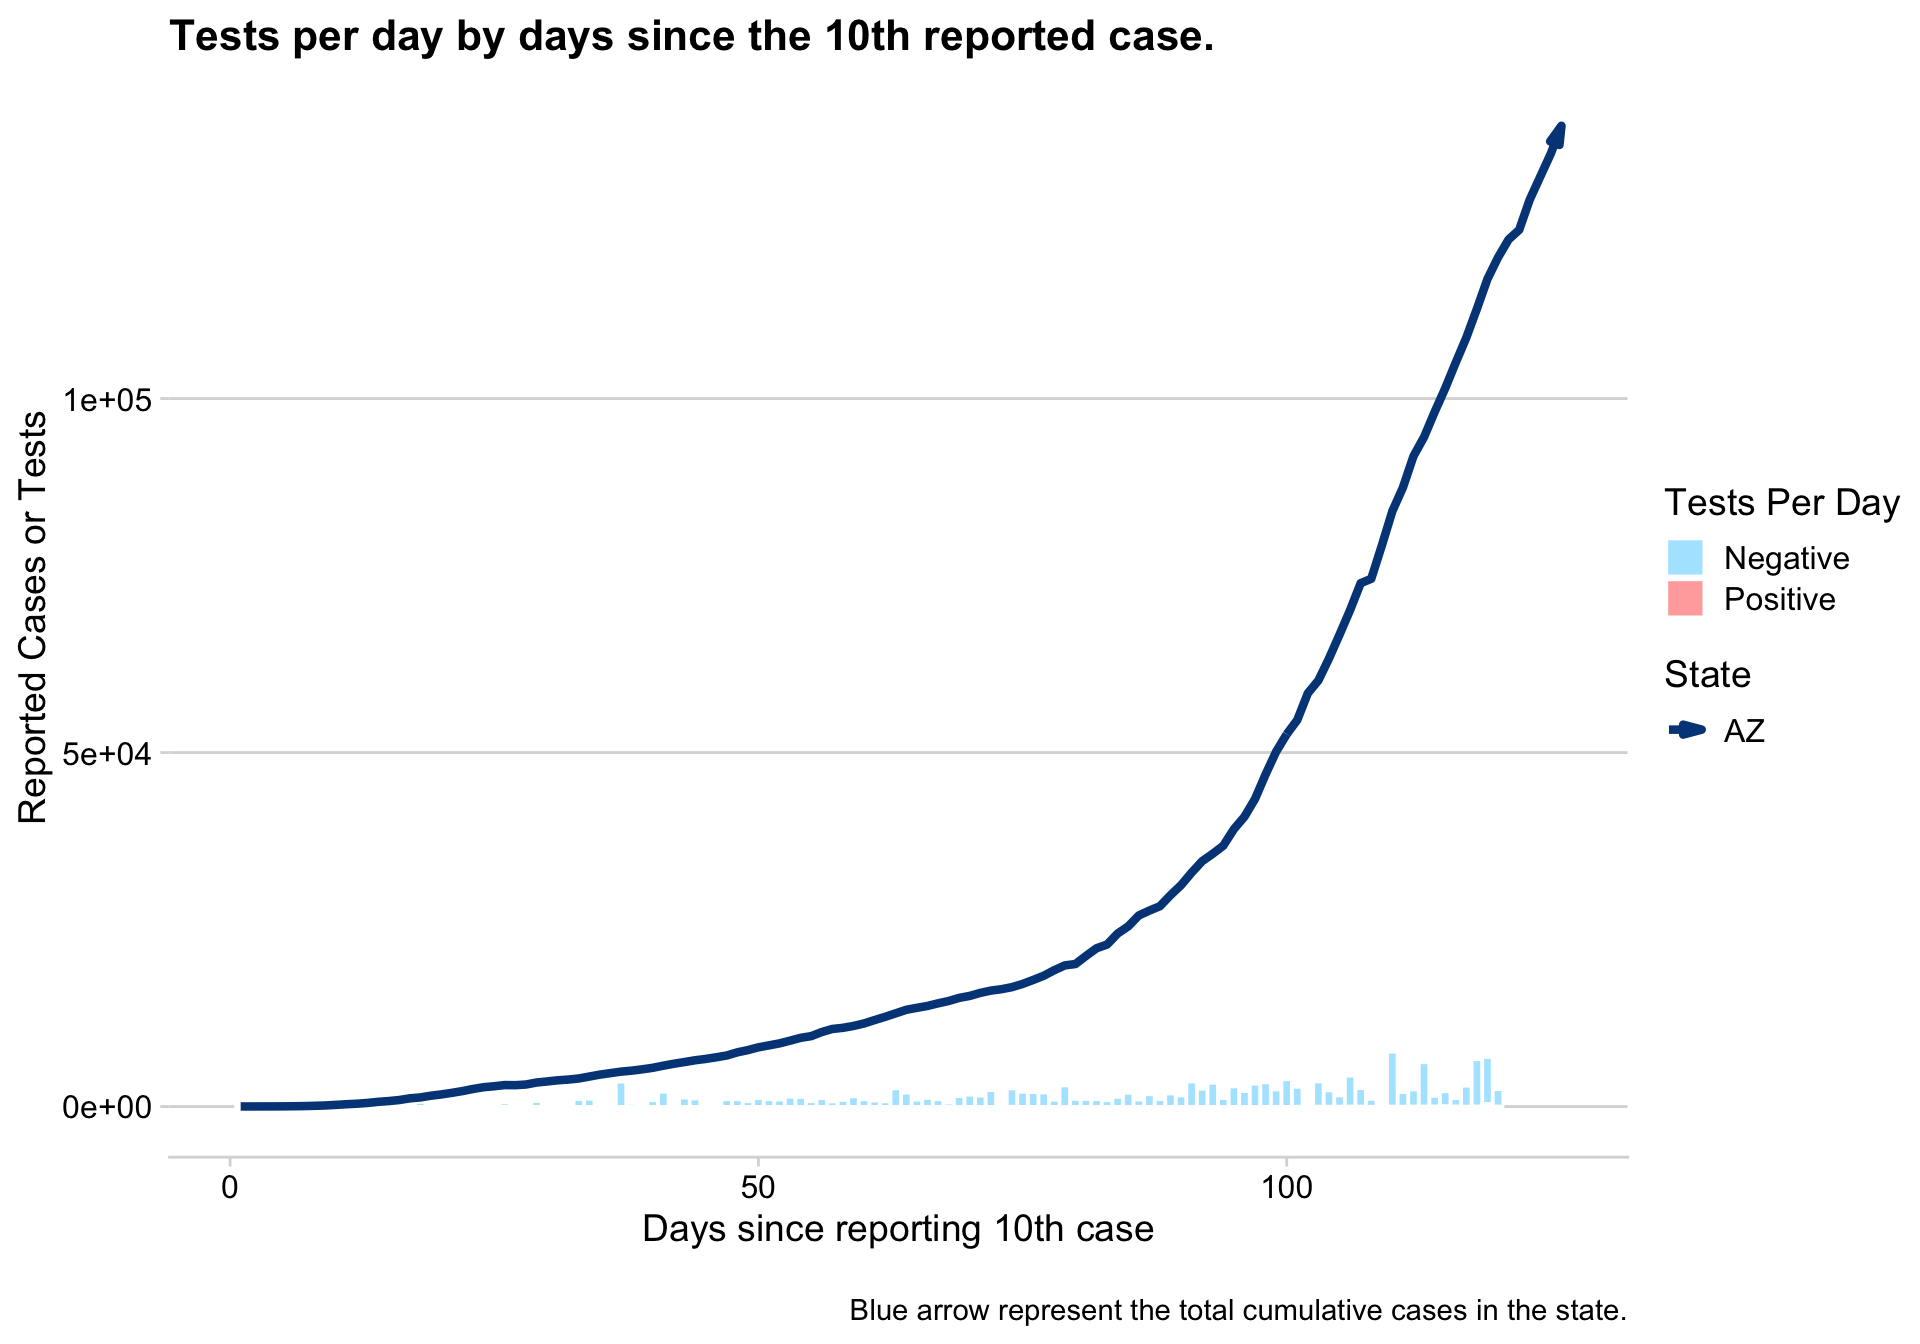 Tests per day by days since the 10th reported case.
Reported Cases or Tests
1e+05
5e+04
0e+00
0
50
100
Days since reporting 10th case
Tests Per Day
Negative
Positive
State
AZ
Blue arrow represent the total cumulative cases in the state.